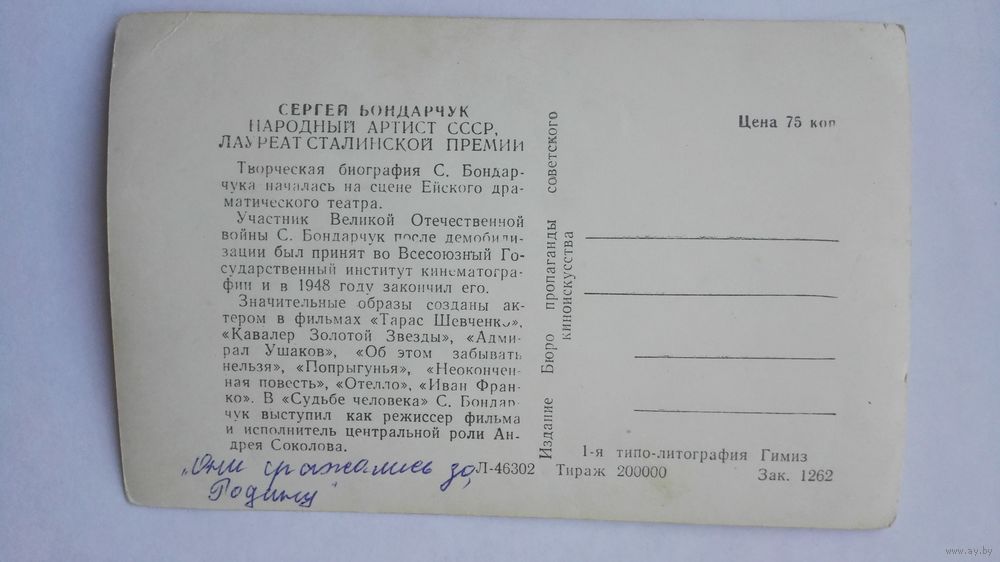 СЕРГЕЙ БОНДАРЧУК
НАРОДНЫЙ АРТИСТ СССР,
ЛАУРЕАТ СТАЛИНСКОЙ ПРЕМИИ
Творческая биография С. Бондар-
чука началась на сцене Ейского дра-
матического театра.
Участник Великой Отечественной
войны С. Бондарчук после демобили-
зации был принят во Всесоюзный Го-
сударственный институт кинематогра-
фии и в 1948 году закончил его.
Значительные образы созданы ак-
тером в фильмах «Тарас Шевченко»,
«Кавалер Золотой Звезды», «Адми-
рал Ушаков», «Об этом забывать
нельзя», «Попрыгунья», «Неокончен-
ная повесть», «Отелло», «Иван Фран-
ко». В «Судьбе человека» С. Бондар-
чук выступил как режиссер фильма
и исполнитель центральной роли Ан-
дрея Соколова.
„Они сражались за
Родину"
Издание Бюро пропаганды советского
киноискусства
Цена 75 коп
1-я типо-литография Гимиз
Л-46302 Тираж 200000 Зак. 1262
www.ay.by